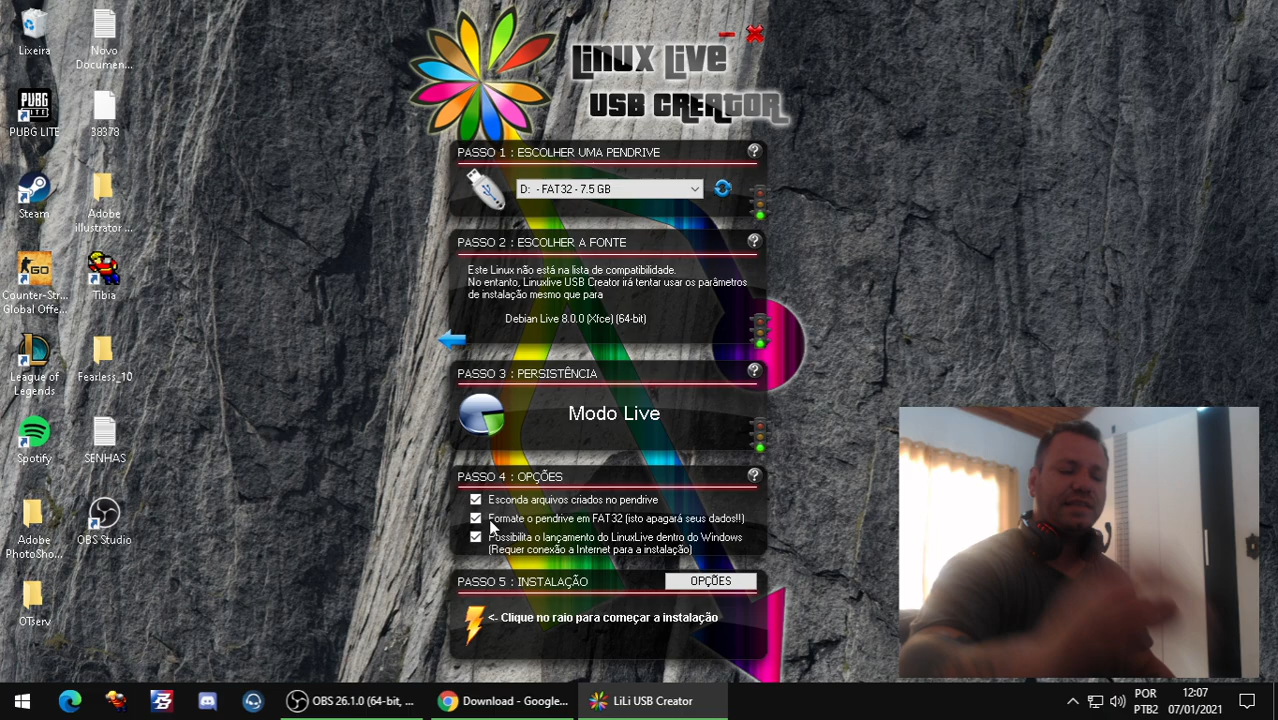 Lixeira
Novo
Documen...
PUBG
PUBG LITE
38378
Steam
Adobe
illustrator ...
GO
Counter-Str...
Global Offe...
Tibia
League of
Legends
Fearless_10
Spotify
SENHAS
Adobe
PhotoSho...
OBS Studio
OTserv
Linux Live
USB CREATOR
PASSO 1 : ESCOLHER UMA PENDRIVE
?
D: - FAT32 - 7.5 GB
PASSO 2 : ESCOLHER A FONTE
?
Este Linux não está na lista de compatibilidade.
No entanto, Linuxlive USB Creator irá tentar usar os parâmetros
de instalação mesmo que para
Debian Live 8.0.0 (Xfce) (64-bit)
PASSO 3 : PERSISTÊNCIA
?
Modo Live
PASSO 4 : OPÇÕES
?
Esconda arquivos criados no pendrive
Formate o pendrive em FAT32 (isto apagará seus dados!!)
Possibilita o lançamento do LinuxLive dentro do Windows
(Requer conexão a Internet para a instalação)
PASSO 5 : INSTALAÇÃO
OPÇÕES
<- Clique no raio para começar a instalação
OBS 26.1.0 (64-bit, ...
Download - Google...
LiLi USB Creator
POR
PTB2
12:07
07/01/2021